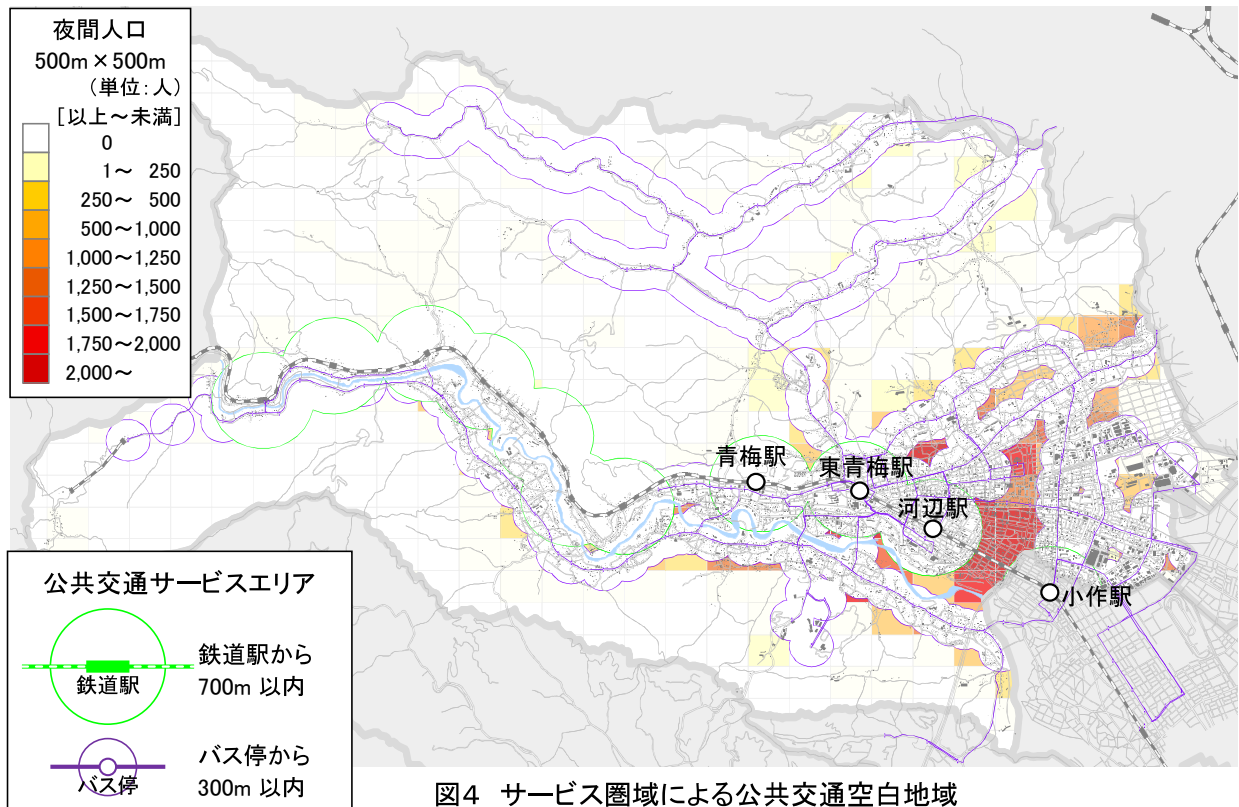 夜間人口
500m×500m
(単位:人)
[以上～未満]
0
1～ 250
250～ 500
500～1,000
1,000～1,250
1,250～1,500
1,500～1,750
1,750～2,000
2,000～
青梅駅
東青梅駅
河辺駅
小作駅
公共交通サービスエリア
鉄道駅から
700m 以内
鉄道駅
バス停から
300m 以内
バス停
図4 サービス圏域による公共交通空白地域